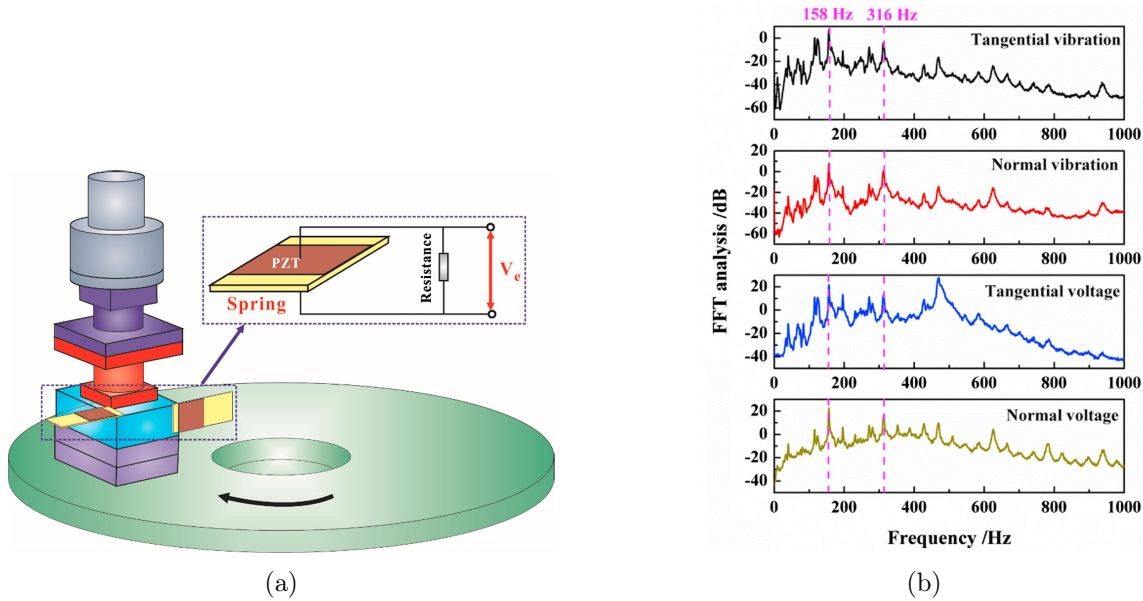 PZT
Spring
Resistance
V_e
(a)
158 Hz 316 Hz
FFT analysis /dB
Tangential vibration
0
-20
-40
-60
0 200 400 600 800 1000
Normal vibration
20
0
-20
-40
-60
0 200 400 600 800 1000
Tangential voltage
20
0
-20
-40
0 200 400 600 800 1000
Normal voltage
20
0
-20
-40
0 200 400 600 800 1000
Frequency /Hz
(b)